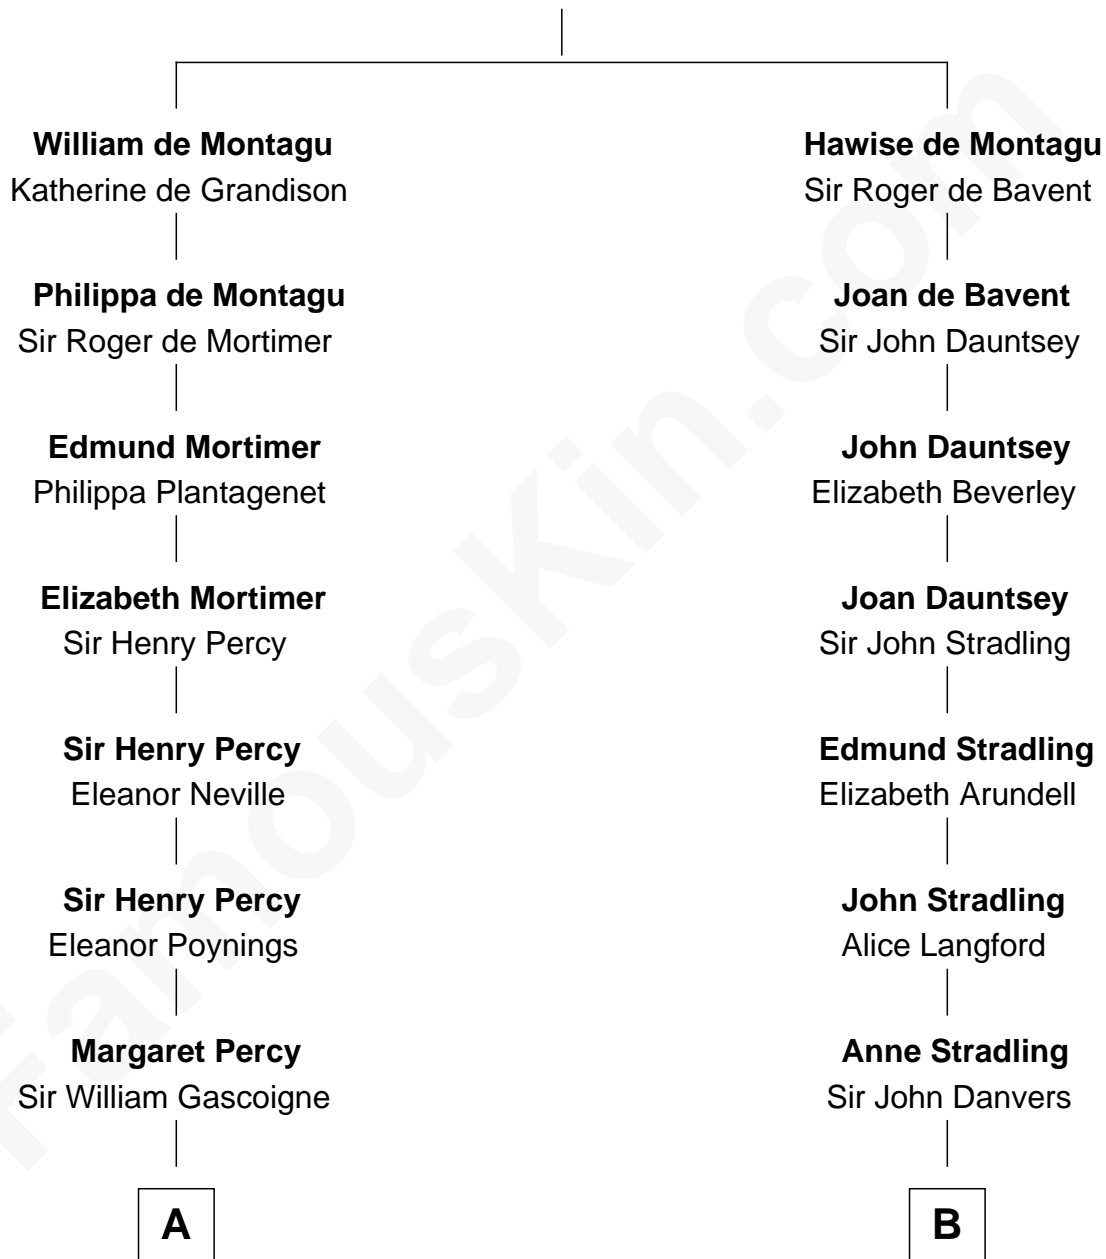 William de Montagu
Katherine de Grandison
Philippa de Montagu
Sir Roger de Mortimer
Edmund Mortimer
Philippa Plantagenet
Elizabeth Mortimer
Sir Henry Percy
Sir Henry Percy
Eleanor Neville
Sir Henry Percy
Eleanor Poynings
Margaret Percy
Sir William Gascoigne
A
Hawise de Montagu
Sir Roger de Bavent
Joan de Bavent
Sir John Dauntsey
John Dauntsey
Elizabeth Beverley
Joan Dauntsey
Sir John Stradling
Edmund Stradling
Elizabeth Arundell
John Stradling
Alice Langford
Anne Stradling
Sir John Danvers
B
FamousKin.com